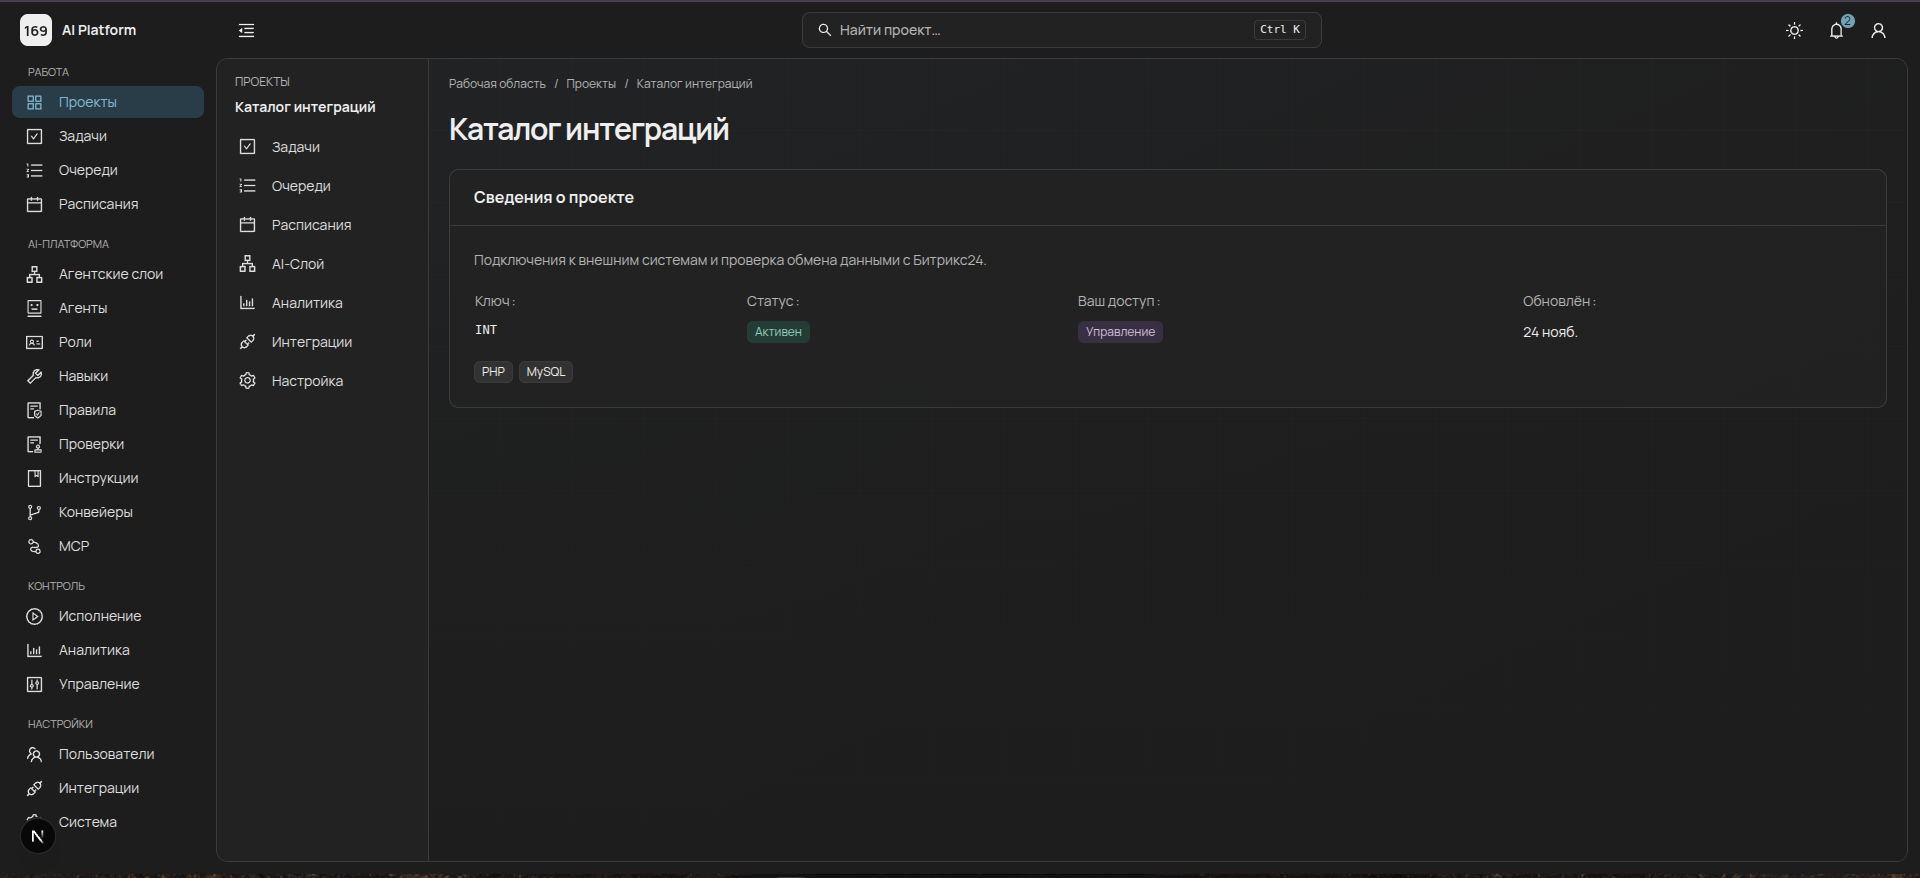 169 AI Platform
Найти проект... Ctrl K
2
РАБОТА
Проекты
Задачи
Очереди
Расписания
AI-ПЛАТФОРМА
Агентские слои
Агенты
Роли
Навыки
Правила
Проверки
Инструкции
Конвейеры
MCP
КОНТРОЛЬ
Исполнение
Аналитика
Управление
НАСТРОЙКИ
Пользователи
Интеграции
Система
N
ПРОЕКТЫ
Каталог интеграций
Задачи
Очереди
Расписания
AI-Слой
Аналитика
Интеграции
Настройка
Рабочая область / Проекты / Каталог интеграций
Каталог интеграций
Сведения о проекте
Подключения к внешним системам и проверка обмена данными с Битрикс24.
Ключ: Статус: Ваш доступ: Обновлён:
INT Активен Управление 24 нояб.
PHP MySQL